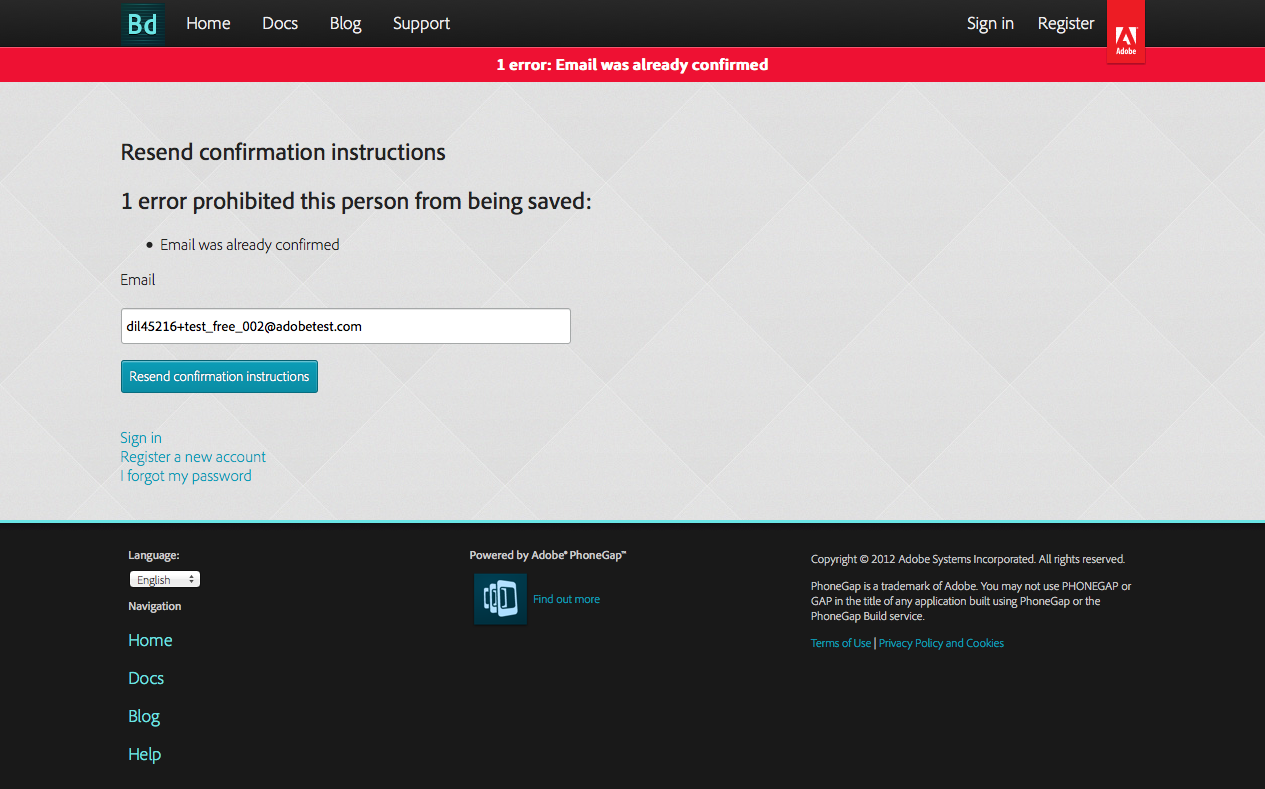 Bd Home Docs Blog Support Sign in Register
Adobe
1 error: Email was already confirmed
Resend confirmation instructions
1 error prohibited this person from being saved:
• Email was already confirmed
Email
dil45216+test_free_002@adobetest.com
Resend confirmation instructions
Sign in
Register a new account
I forgot my password
Language:
English
Navigation
Home
Docs
Blog
Help
Powered by Adobe® PhoneGap™
Find out more
Copyright © 2012 Adobe Systems Incorporated. All rights reserved.
PhoneGap is a trademark of Adobe. You may not use PHONEGAP or
GAP in the title of any application built using PhoneGap or the
PhoneGap Build service.
Terms of Use | Privacy Policy and Cookies